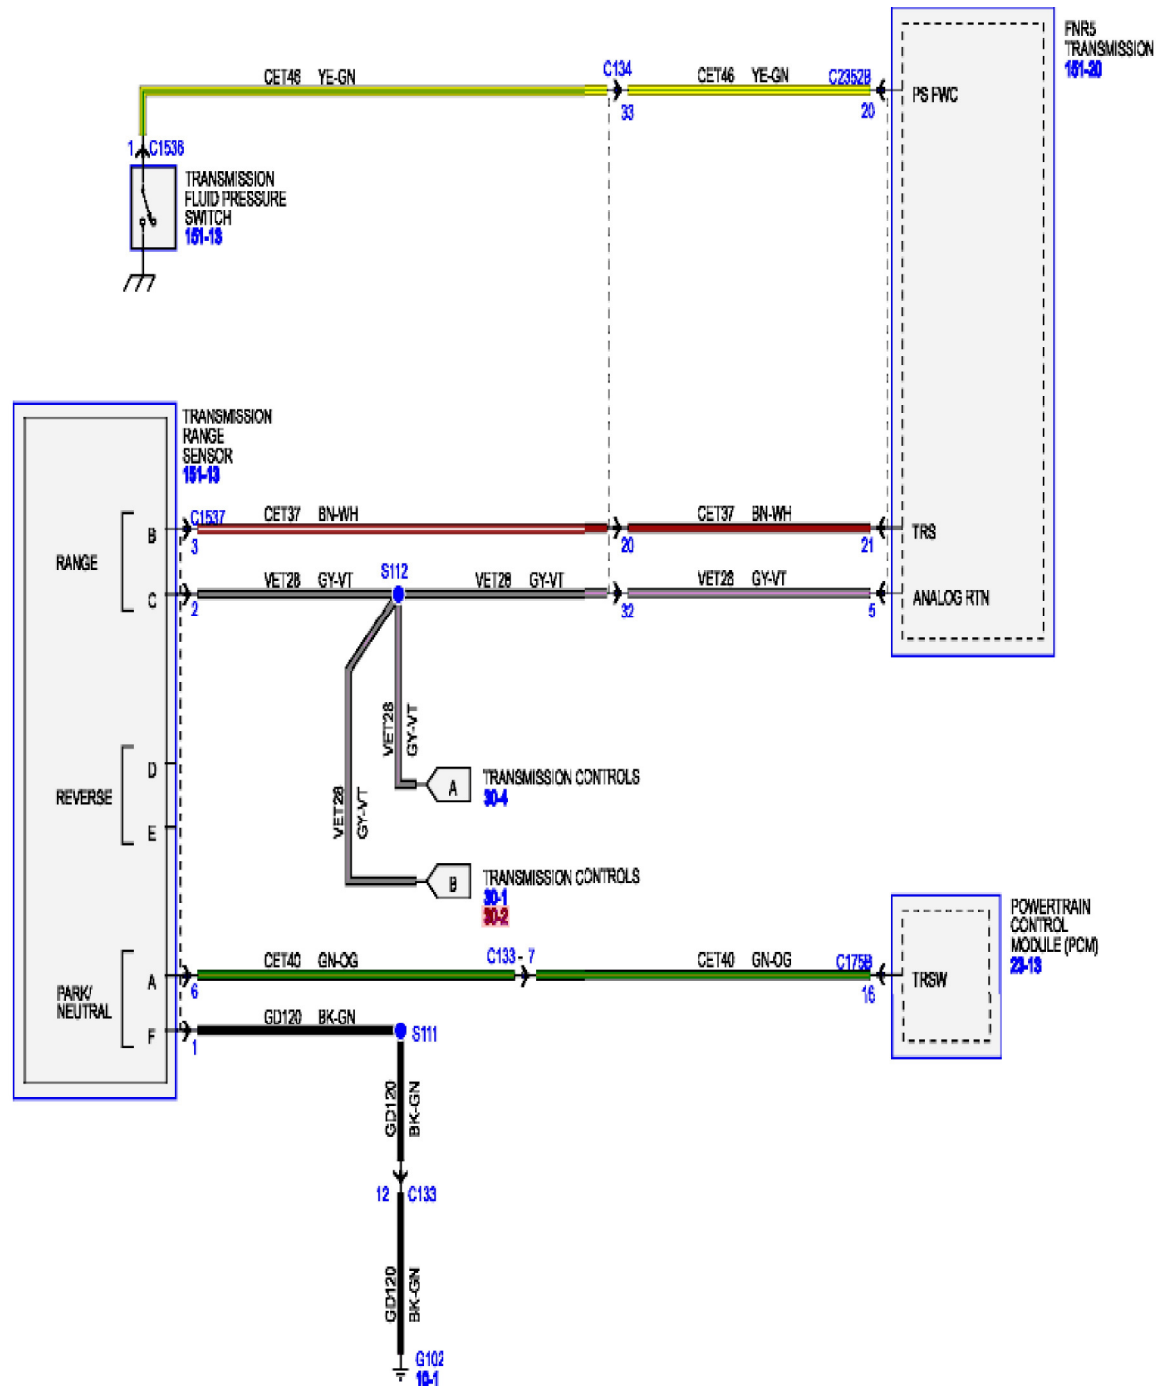 FNR5
TRANSMISSION
151-20
CET46 YE-GN
C134
CET46 YE-GN
C2352B
33
20
PS FWC
1 C1536
TRANSMISSION
FLUID PRESSURE
SWITCH
151-13
TRANSMISSION
RANGE
SENSOR
151-13
RANGE
B
C1537
3
CET37 BN-WH
20
CET37 BN-WH
21
TRS
C
2
VET28 GY-VT
S112
VET28 GY-VT
32
VET28 GY-VT
5
ANALOG RTN
VET28
GY-VT
A
TRANSMISSION CONTROLS
30-4
REVERSE
D
E
VET28
GY-VT
B
TRANSMISSION CONTROLS
30-1
30-2
POWERTRAIN
CONTROL
MODULE (PCM)
23-13
PARK/
NEUTRAL
A
6
CET40 GN-OG
C133 - 7
CET40 GN-OG
C175B
16
TRSW
F
1
GD120 BK-GN
S111
GD120
BK-GN
12 C133
GD120
BK-GN
G102
10-1